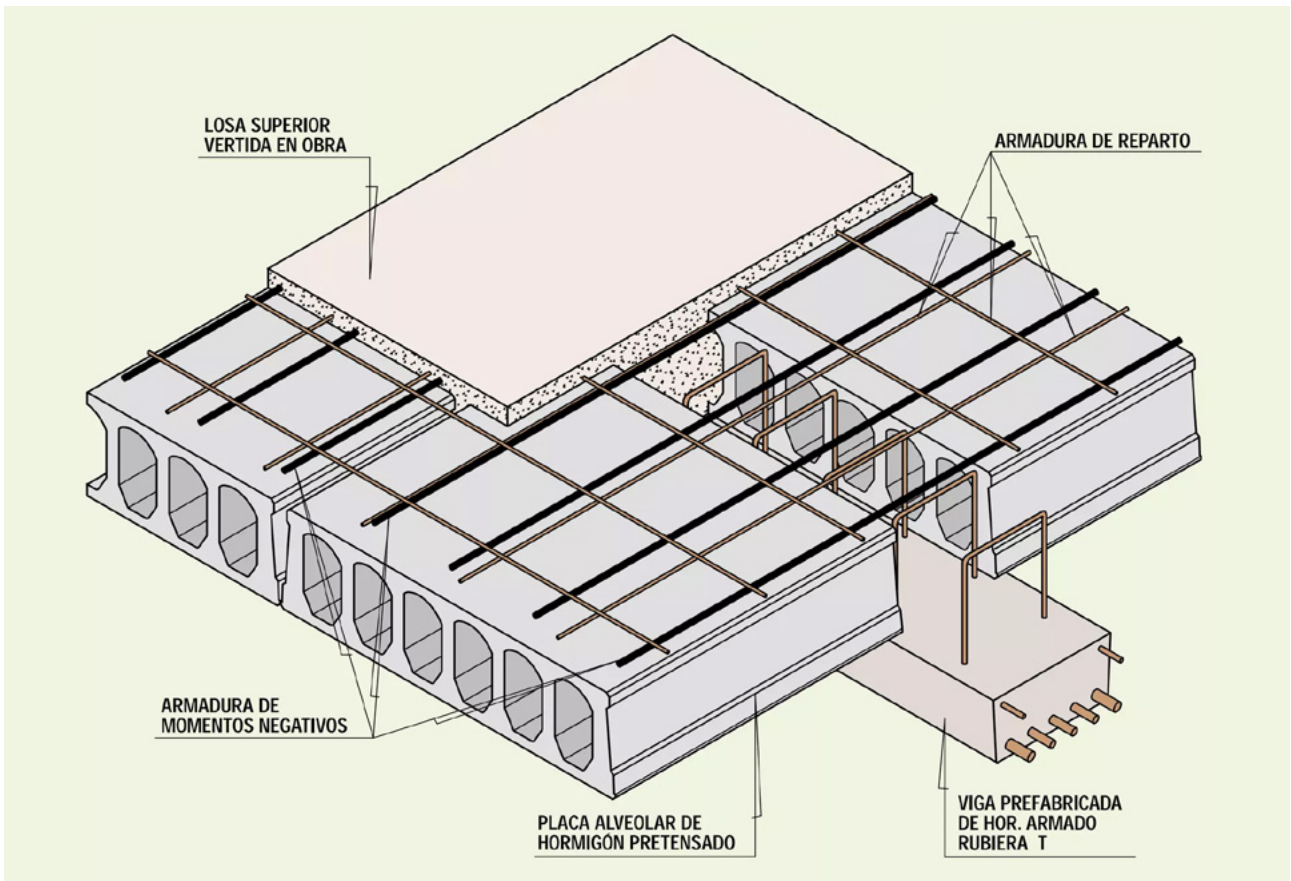 LOSA SUPERIOR
VERTIDA EN OBRA
ARMADURA DE REPARTO
ARMADURA DE
MOMENTOS NEGATIVOS
PLACA ALVEOLAR DE
HORMIGÓN PRETENSADO
VIGA PREFABRICADA
DE HOR. ARMADO
RUBIERA T